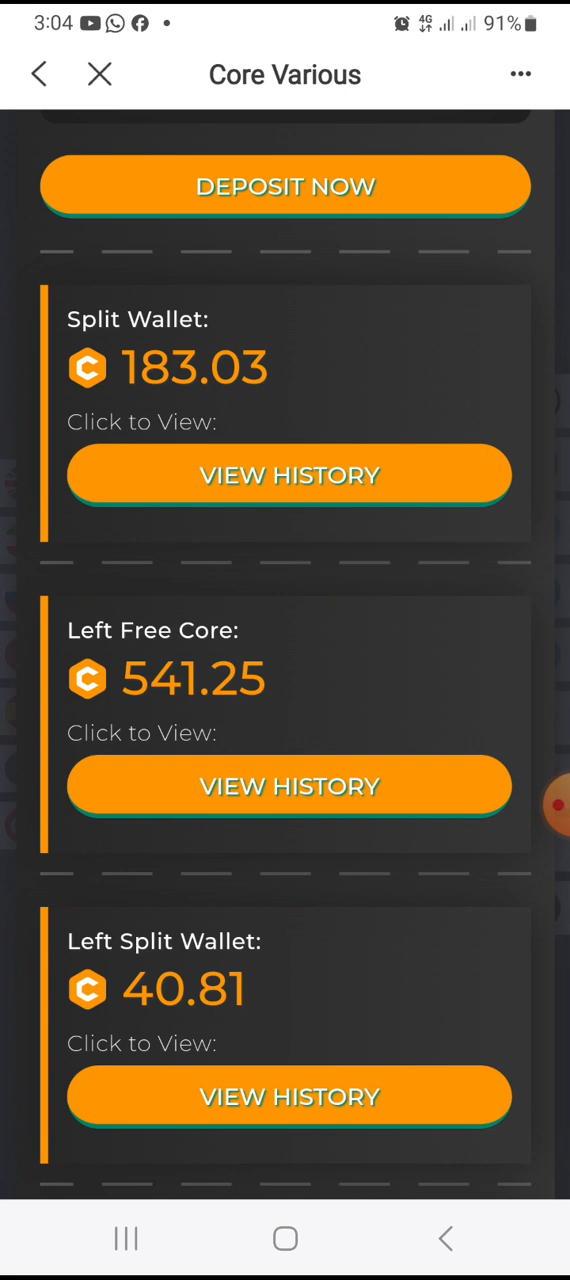 3:04
4G
91%
Core Various
DEPOSIT NOW
Split Wallet:
183.03
Click to View:
VIEW HISTORY
Left Free Core:
541.25
Click to View:
VIEW HISTORY
Left Split Wallet:
40.81
Click to View:
VIEW HISTORY